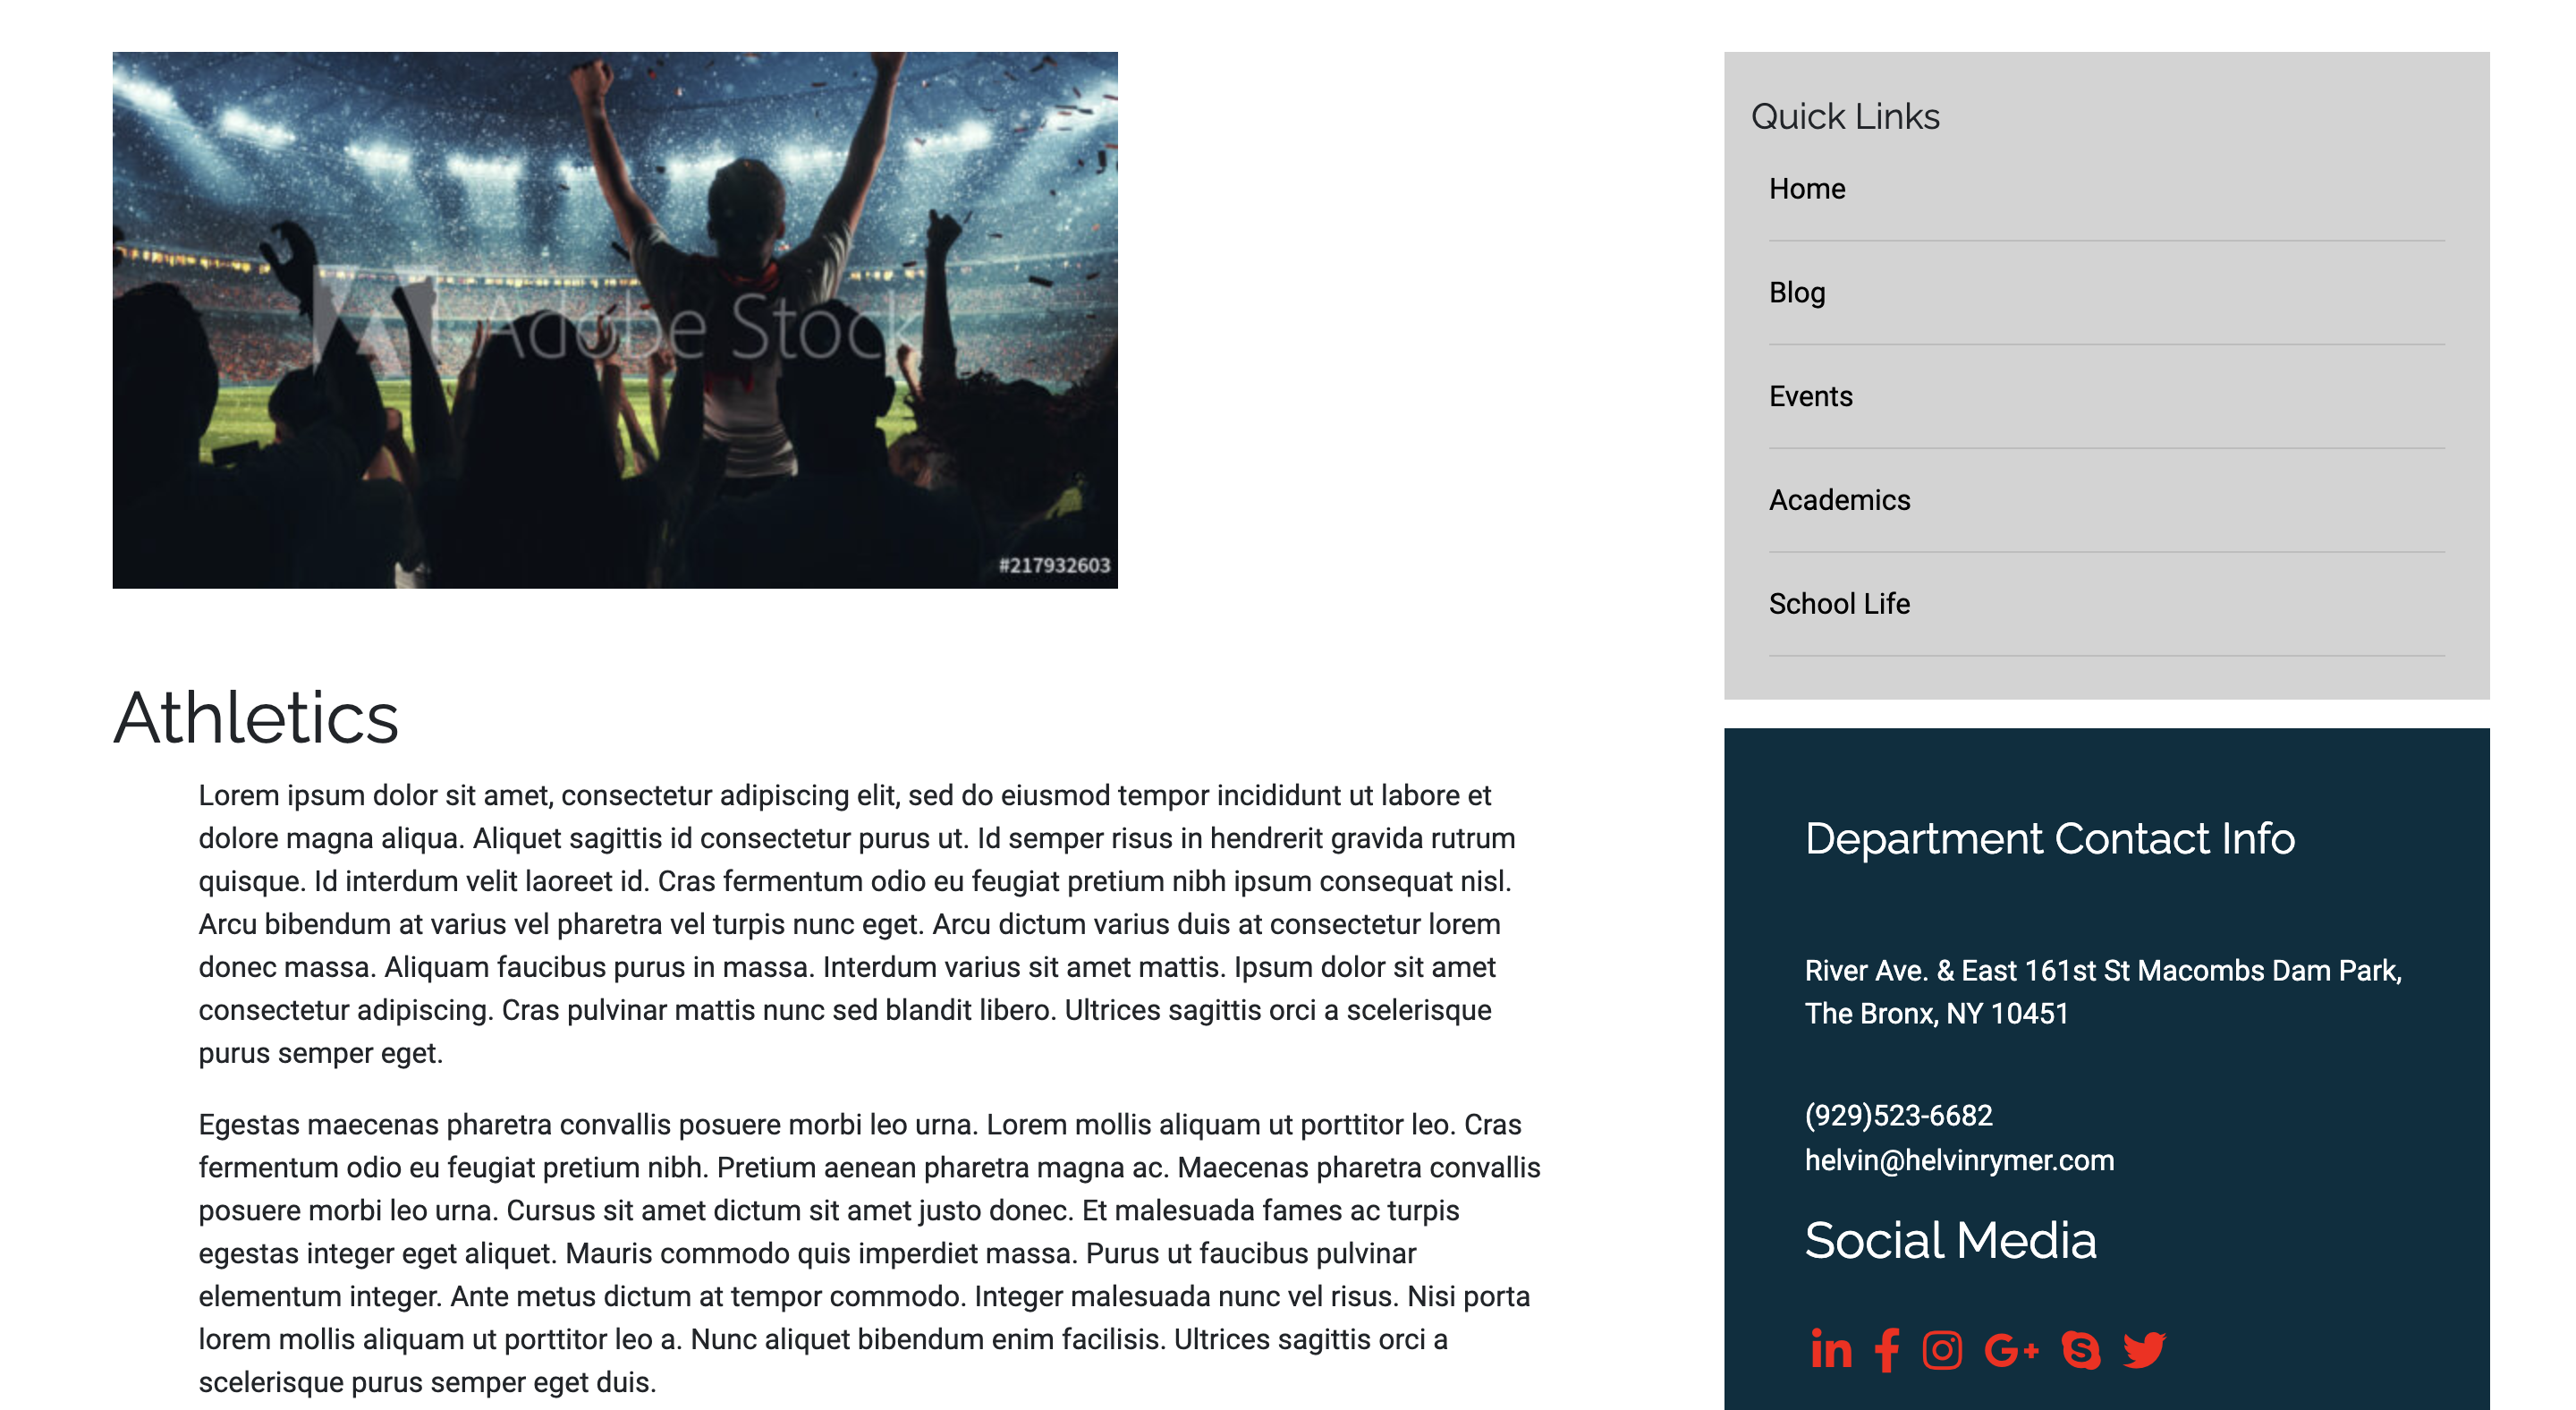 Adobe Stock
#217932603
Athletics
Lorem ipsum dolor sit amet, consectetur adipiscing elit, sed do eiusmod tempor incididunt ut labore et
dolore magna aliqua. Aliquet sagittis id consectetur purus ut. Id semper risus in hendrerit gravida rutrum
quisque. Id interdum velit laoreet id. Cras fermentum odio eu feugiat pretium nibh ipsum consequat nisl.
Arcu bibendum at varius vel pharetra vel turpis nunc eget. Arcu dictum varius duis at consectetur lorem
donec massa. Aliquam faucibus purus in massa. Interdum varius sit amet mattis. Ipsum dolor sit amet
consectetur adipiscing. Cras pulvinar mattis nunc sed blandit libero. Ultrices sagittis orci a scelerisque
purus semper eget.
Egestas maecenas pharetra convallis posuere morbi leo urna. Lorem mollis aliquam ut porttitor leo. Cras
fermentum odio eu feugiat pretium nibh. Pretium aenean pharetra magna ac. Maecenas pharetra convallis
posuere morbi leo urna. Cursus sit amet dictum sit amet justo donec. Et malesuada fames ac turpis
egestas integer eget aliquet. Mauris commodo quis imperdiet massa. Purus ut faucibus pulvinar
elementum integer. Ante metus dictum at tempor commodo. Integer malesuada nunc vel risus. Nisi porta
lorem mollis aliquam ut porttitor leo a. Nunc aliquet bibendum enim facilisis. Ultrices sagittis orci a
scelerisque purus semper eget duis.
Quick Links
Home
Blog
Events
Academics
School Life
Department Contact Info
River Ave. & East 161st St Macombs Dam Park,
The Bronx, NY 10451
(929)523-6682
helvin@helvinrymer.com
Social Media